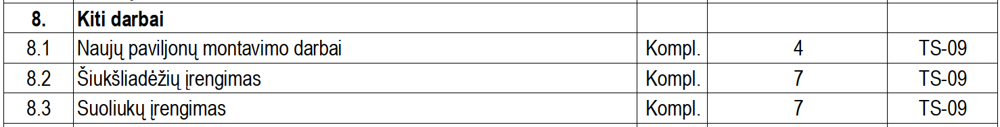 8. Kiti darbai
8.1 Naujų paviljonų montavimo darbai Kompl. 4 TS-09
8.2 Šiukšliadėžių įrengimas Kompl. 7 TS-09
8.3 Suoliukų įrengimas Kompl. 7 TS-09